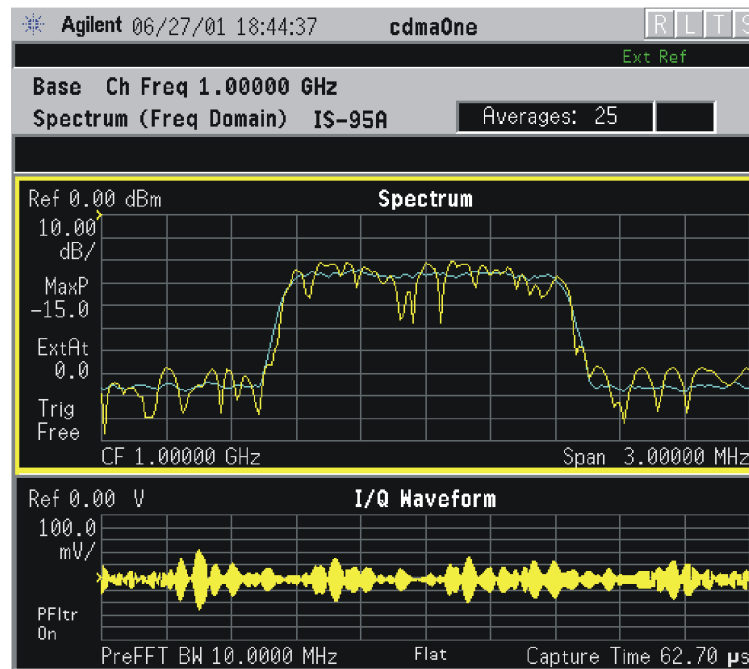 Agilent 06/27/01 18:44:37 cdmaOne R L T S
Ext Ref
Base Ch Freq 1.00000 GHz
Spectrum (Freq Domain) IS-95A Averages: 25
Ref 0.00 dBm Spectrum
10.00
dB/
MaxP
-15.0
ExtAt
0.0
Trig
Free
CF 1.00000 GHz Span 3.00000 MHz
Ref 0.00 V I/Q Waveform
100.0
mV/
PFltr
On
PreFFT BW 10.0000 MHz Flat Capture Time 62.70 µs